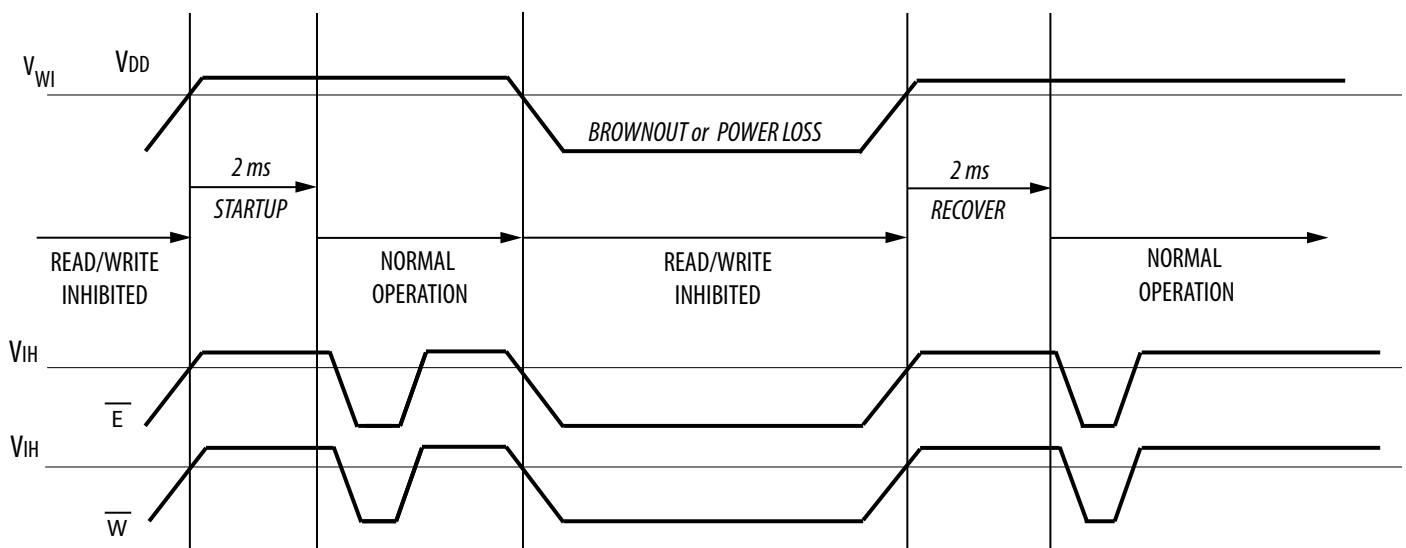 VWI VDD
BROWNOUT or POWER LOSS
2 ms
STARTUP
2 ms
RECOVER
READ/WRITE
INHIBITED
NORMAL
OPERATION
READ/WRITE
INHIBITED
NORMAL
OPERATION
VIH
E
VIH
W